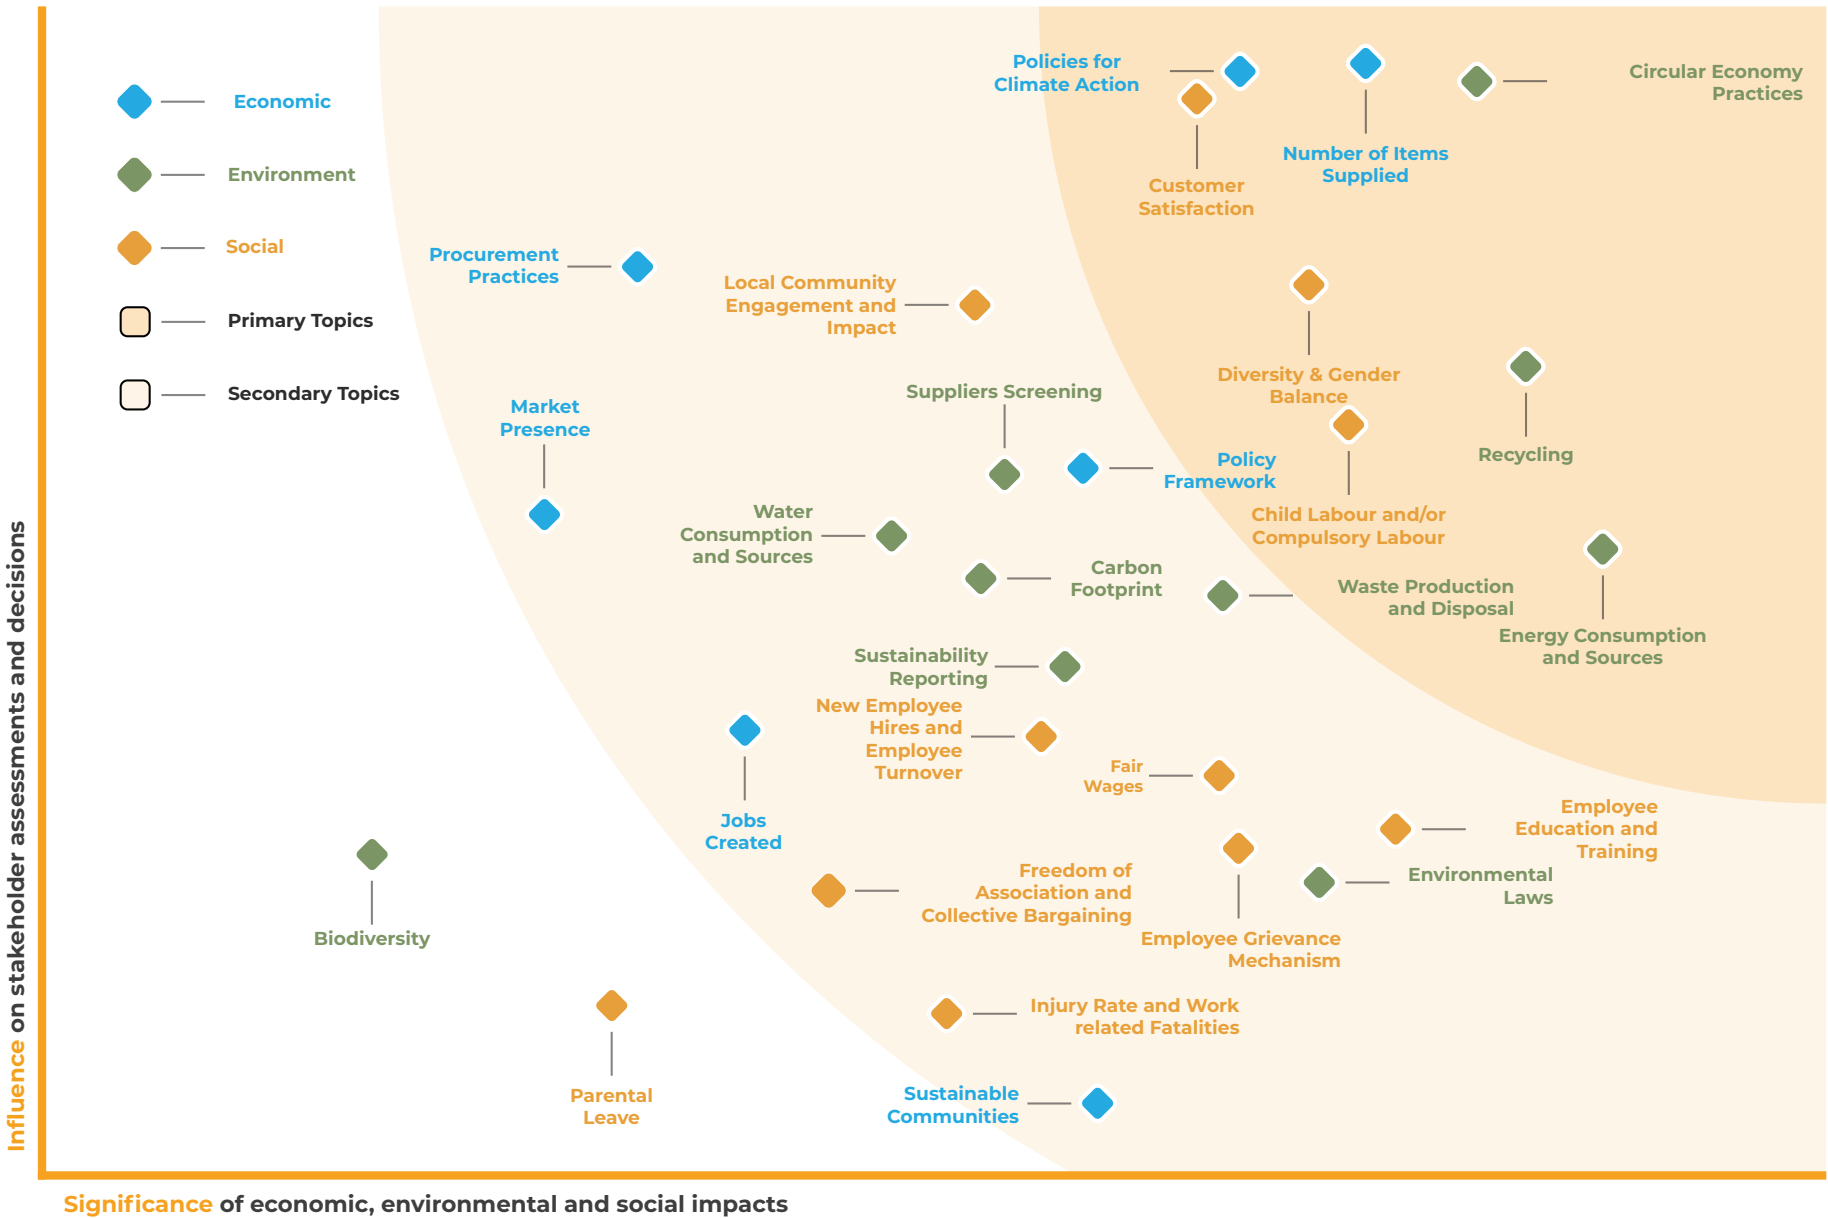 Economic
Environment
Social
Primary Topics
Secondary Topics
Policies for
Climate Action
Circular Economy
Practices
Number of Items
Supplied
Customer
Satisfaction
Procurement
Practices
Local Community
Engagement and
Impact
Diversity & Gender
Balance
Suppliers Screening
Market
Presence
Recycling
Policy
Framework
Water
Consumption
and Sources
Child Labour and/or
Compulsory Labour
Carbon
Footprint
Waste Production
and Disposal
Energy Consumption
and Sources
Sustainability
Reporting
New Employee
Hires and
Employee
Turnover
Fair
Wages
Jobs
Created
Employee
Education and
Training
Freedom of
Association and
Collective Bargaining
Environmental
Laws
Biodiversity
Employee Grievance
Mechanism
Injury Rate and Work
related Fatalities
Parental
Leave
Sustainable
Communities
Influence on stakeholder assessments and decisions
Significance of economic, environmental and social impacts